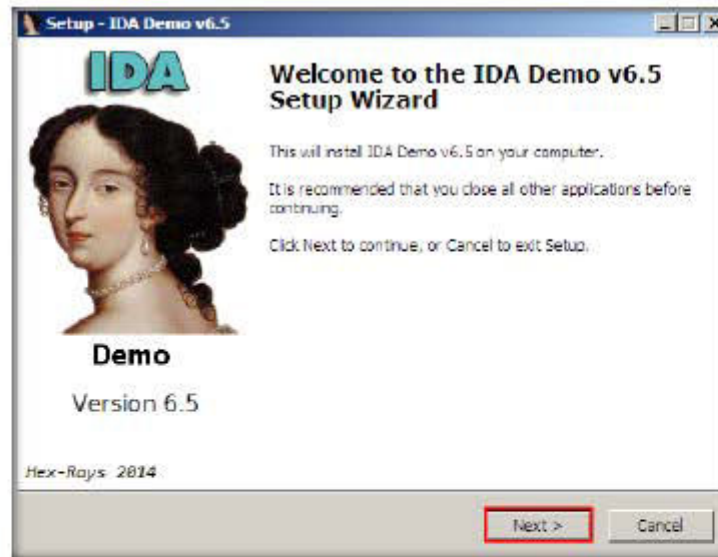 Setup - IDA Demo v6.5
IDA
Welcome to the IDA Demo v6.5
Setup Wizard
This will install IDA Demo v6.5 on your computer.
It is recommended that you close all other applications before
continuing.
Click Next to continue, or Cancel to exit Setup.
Demo
Version 6.5
Hex-Rays 2014
Next >
Cancel